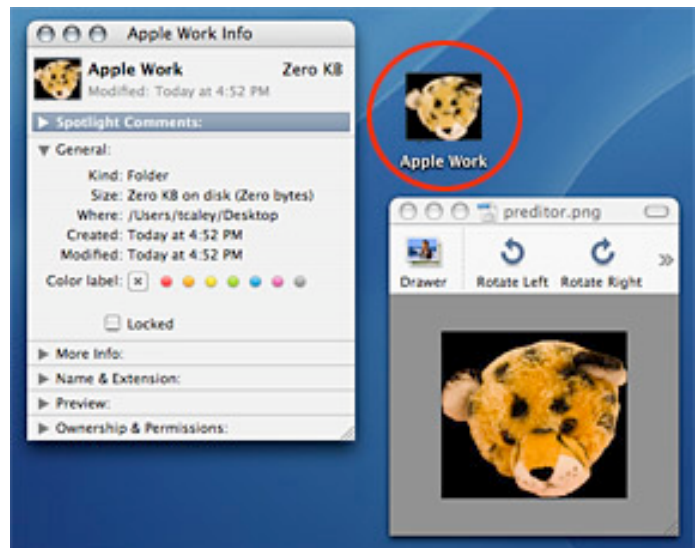 Apple Work Info
Apple Work Zero KB
Modified: Today at 4:52 PM
Spotlight Comments:
General:
Kind: Folder
Size: Zero KB on disk (Zero bytes)
Where: /Users/tcaley/Desktop
Created: Today at 4:52 PM
Modified: Today at 4:52 PM
Color label:
Locked
More Info:
Name & Extension:
Preview:
Ownership & Permissions:
Apple Work
preditor.png
Drawer Rotate Left Rotate Right